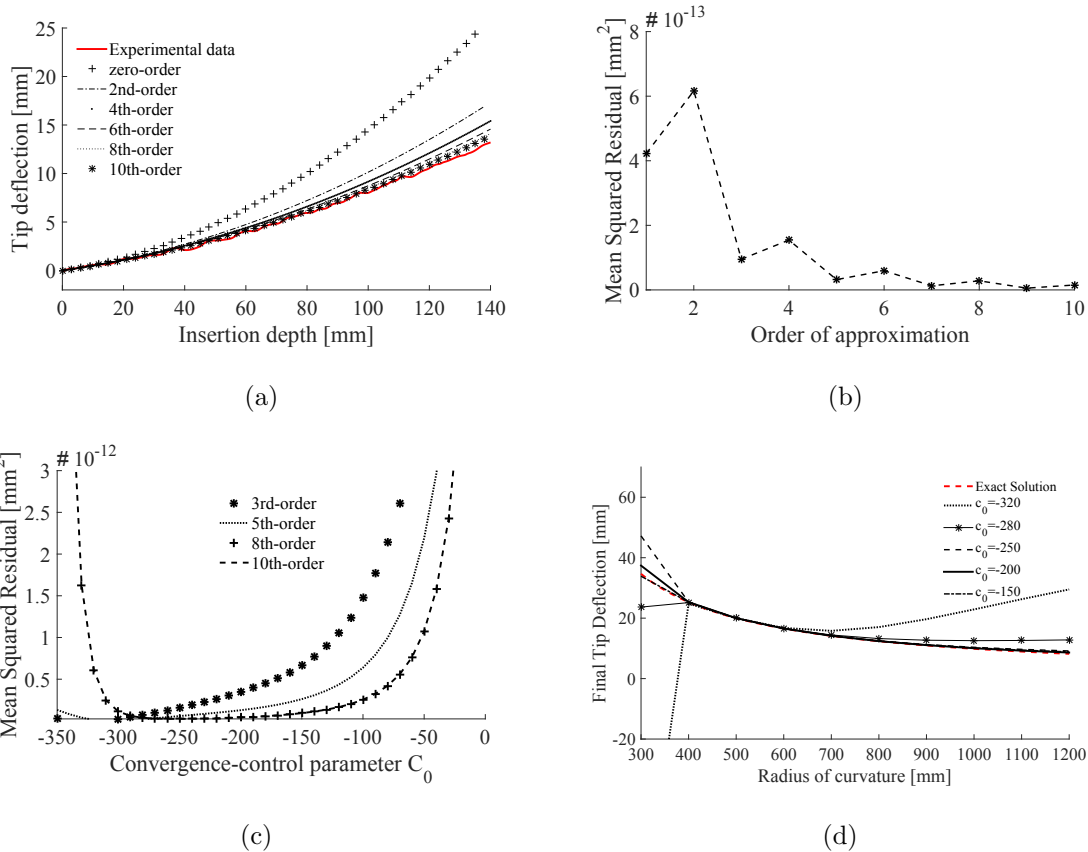 25
20
15
10
5
0
0
20
40
60
80
100
120
140
Tip deflection [mm]
Insertion depth [mm]
Experimental data
zero-order
2nd-order
4th-order
6th-order
8th-order
10th-order
(a)
# 10^-13
8
6
4
2
0
2
4
6
8
10
Mean Squared Residual [mm^2]
Order of approximation
(b)
# 10^-12
3
2.5
2
1.5
1
0.5
-350
-300
-250
-200
-150
-100
-50
0
Mean Squared Residual [mm^2]
Convergence-control parameter C_0
3rd-order
5th-order
8th-order
10th-order
(c)
60
40
20
0
-20
300
400
500
600
700
800
900
1000
1100
1200
Final Tip Deflection [mm]
Radius of curvature [mm]
Exact Solution
c_0=-320
c_0=-280
c_0=-250
c_0=-200
c_0=-150
(d)